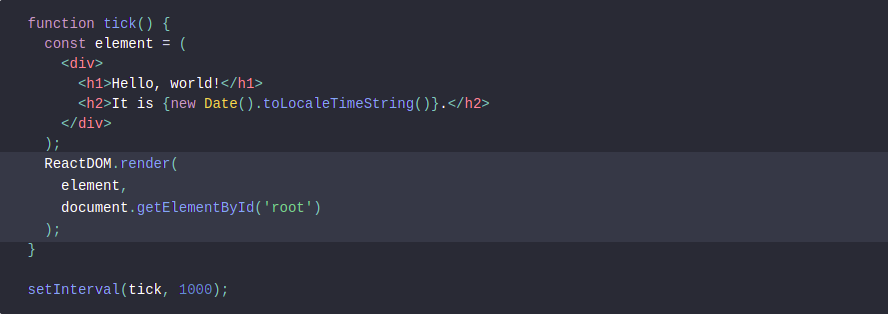 function tick() {
  const element = (
    <div>
      <h1>Hello, world!</h1>
      <h2>It is {new Date().toLocaleTimeString()}.</h2>
    </div>
  );
  ReactDOM.render(
    element,
    document.getElementById('root')
  );
}

setInterval(tick, 1000);